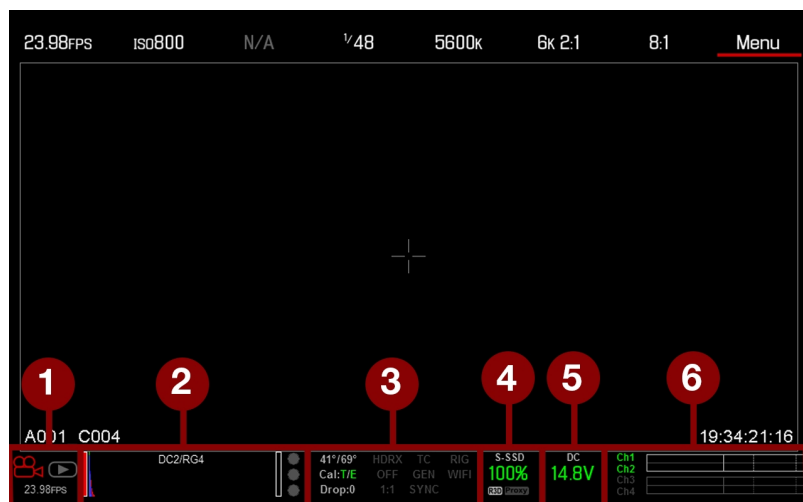 23.98FPS ISO800 N/A 1/48 5600K 6K 2:1 8:1 Menu
1 2 3 4 5 6
A001 C004 19:34:21:16
23.98FPS
DC2/RG4
41°/69° HDRX TC RIG
Cal:T/E OFF GEN WIFI
Drop:0 1:1 SYNC
S-SSD
100%
R3D Proxy
DC
14.8V
Ch1
Ch2
Ch3
Ch4